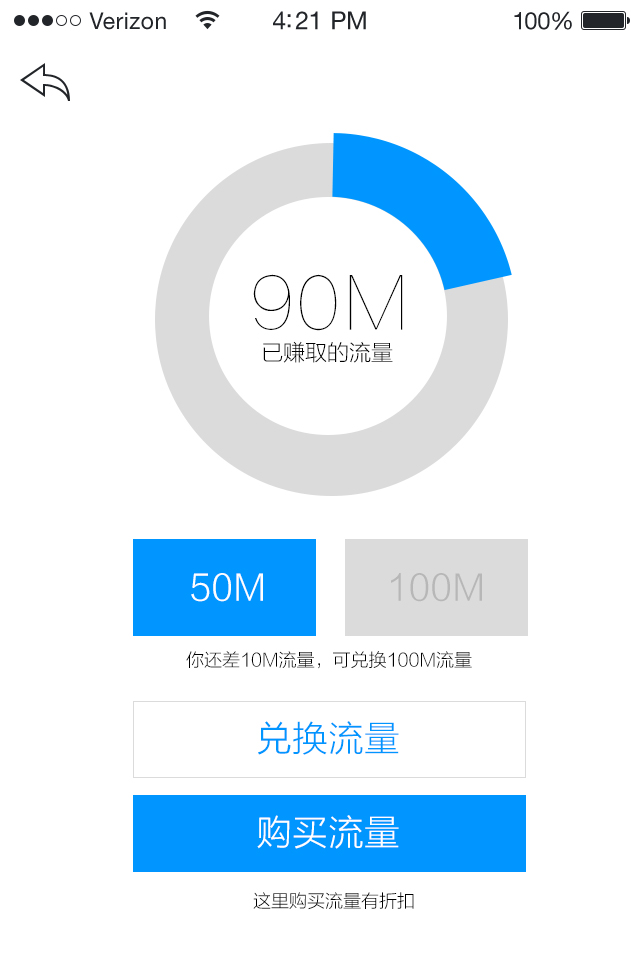 Verizon 4:21 PM 100%
90M
已赚取的流量
50M 100M
你还差10M流量，可兑换100M流量
兑换流量
购买流量
这里购买流量有折扣